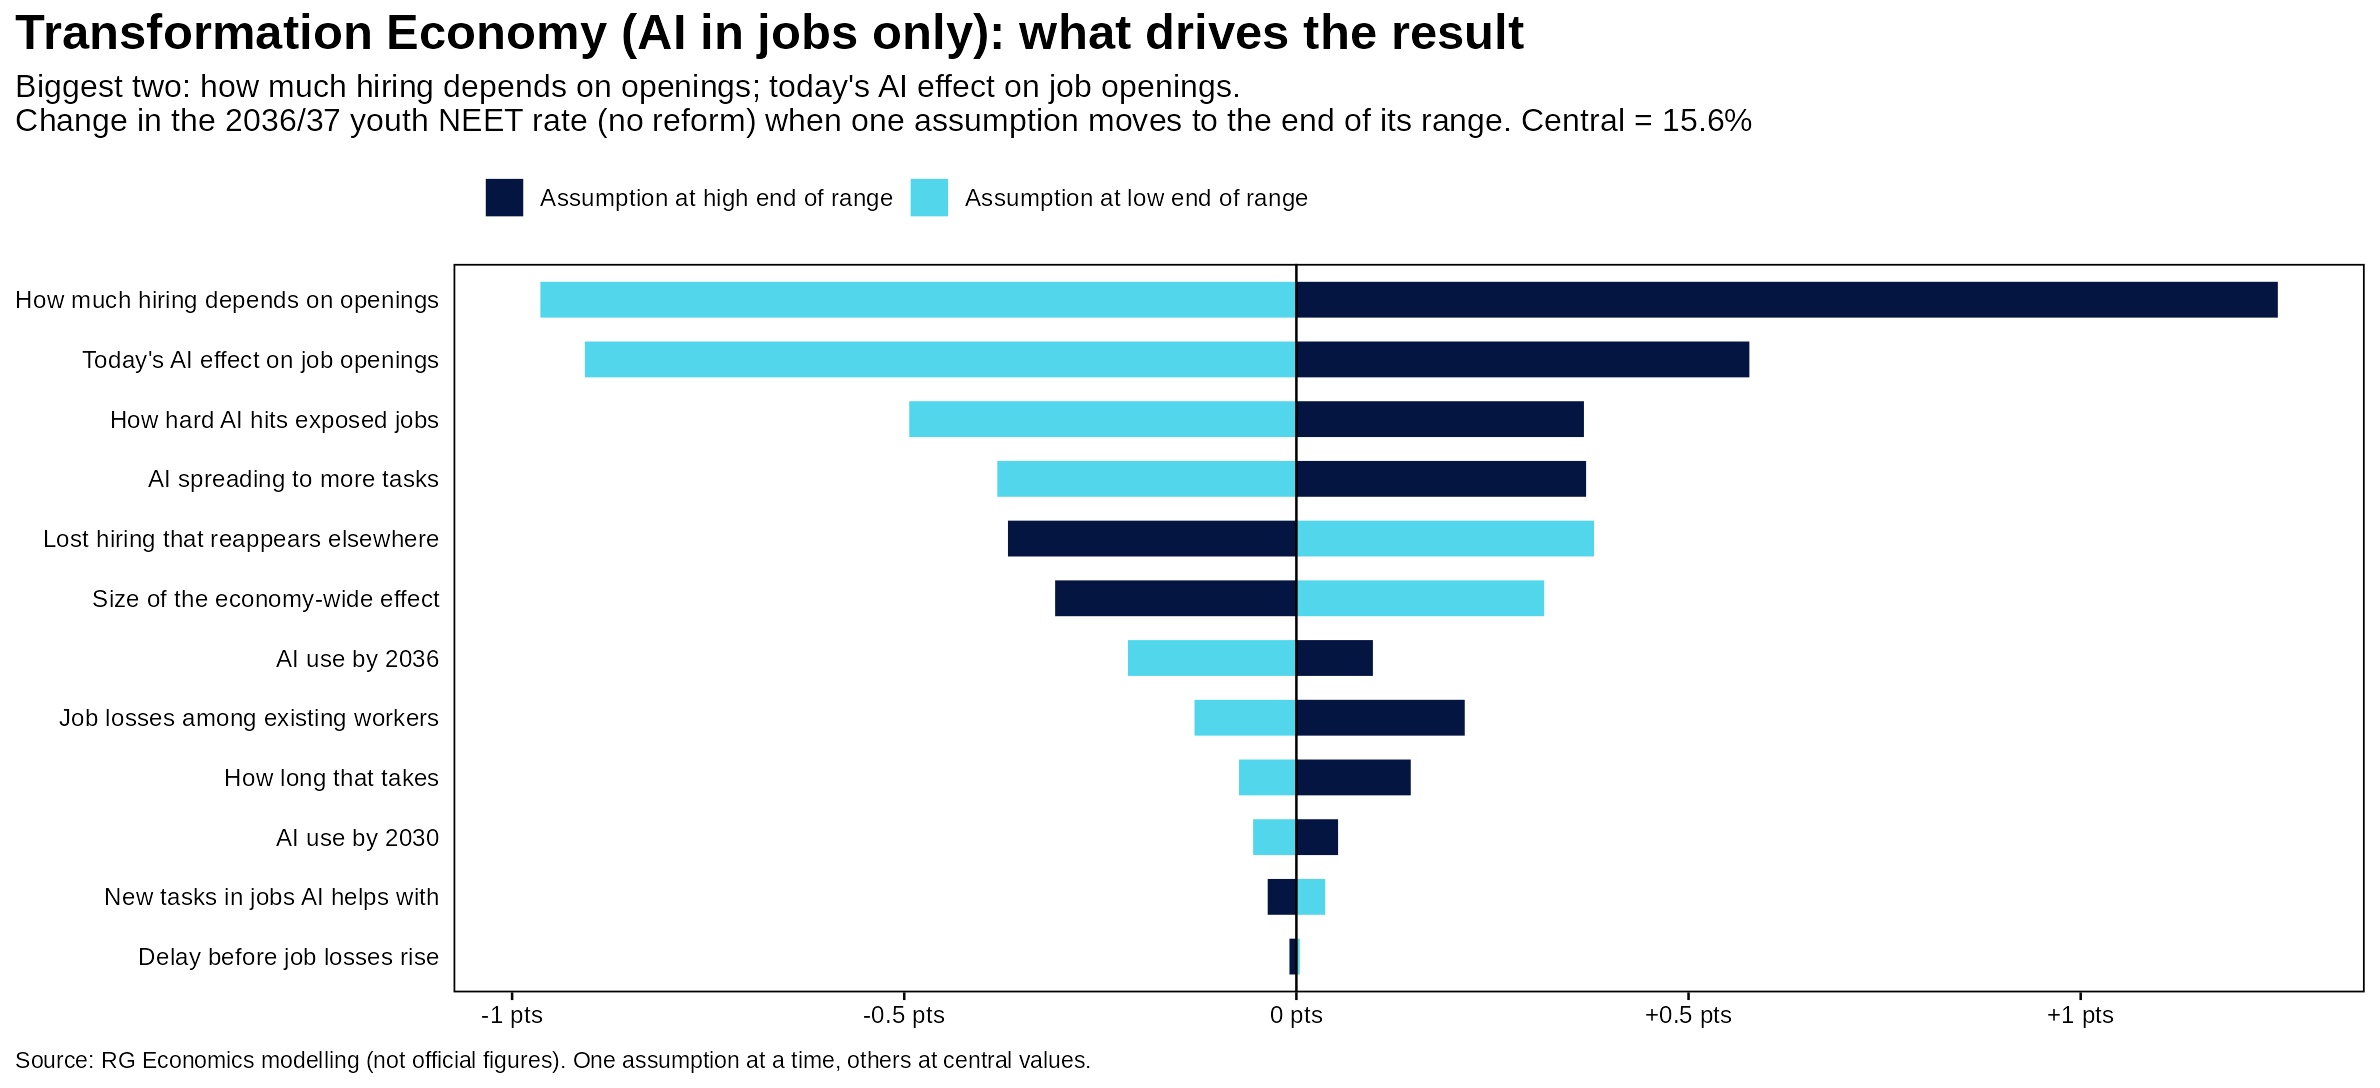 Transformation Economy (AI in jobs only): what drives the result
Biggest two: how much hiring depends on openings; today's AI effect on job openings.
Change in the 2036/37 youth NEET rate (no reform) when one assumption moves to the end of its range. Central = 15.6%
Assumption at high end of range
Assumption at low end of range
How much hiring depends on openings
Today's AI effect on job openings
How hard AI hits exposed jobs
AI spreading to more tasks
Lost hiring that reappears elsewhere
Size of the economy-wide effect
AI use by 2036
Job losses among existing workers
How long that takes
AI use by 2030
New tasks in jobs AI helps with
Delay before job losses rise
-1 pts
-0.5 pts
0 pts
+0.5 pts
+1 pts
Source: RG Economics modelling (not official figures). One assumption at a time, others at central values.